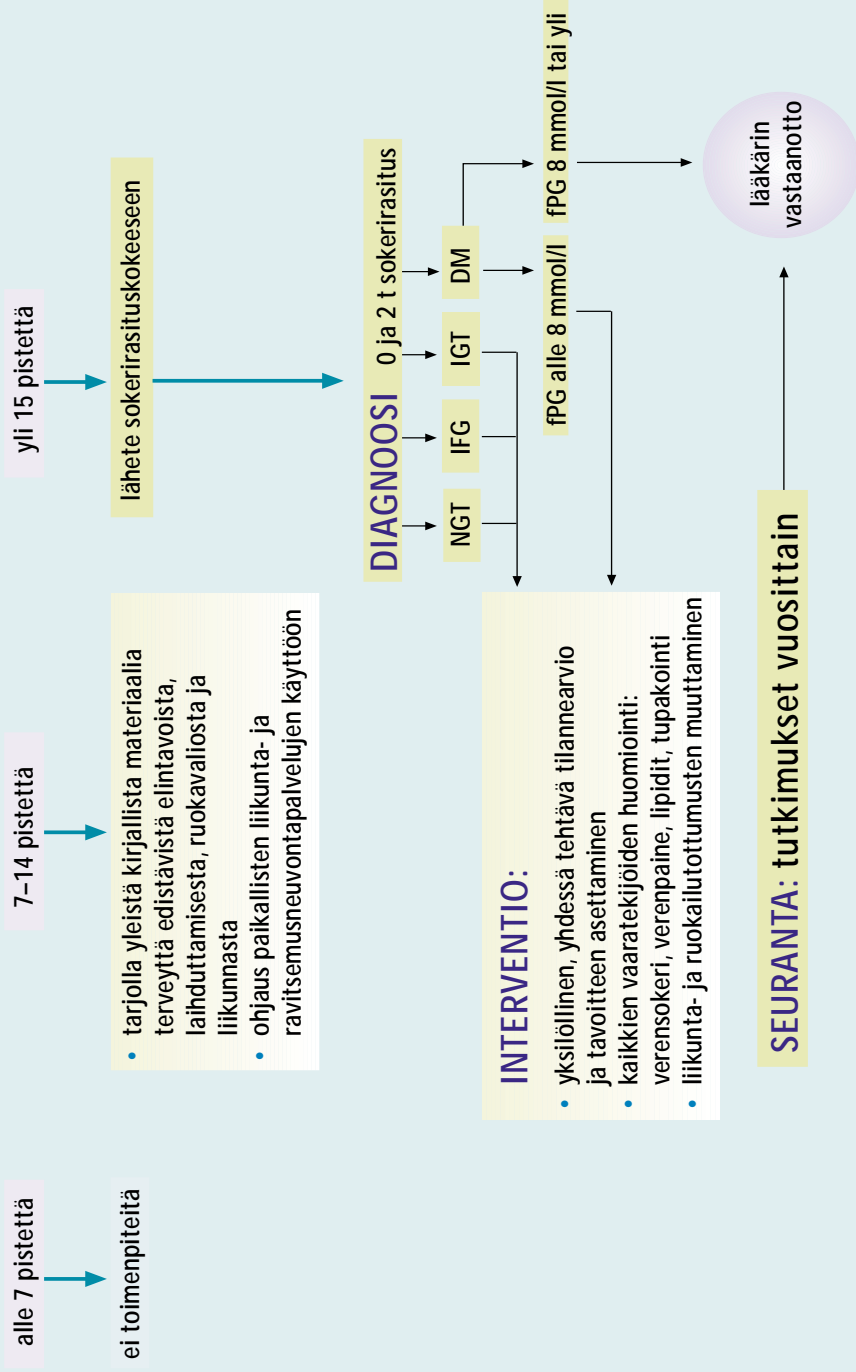 alle 7 pistettä
ei toimenpiteitä
7–14 pistettä
• tarjolla yleistä kirjallista materiaalia
terveyttä edistävistä elintavoista,
laihduttamisesta, ruokavaliosta ja
liikunnasta
• ohjaus paikallisten liikunta- ja
ravitsemusneuvontapalvelujen käyttöön
yli 15 pistettä
lähete sokerirasituskokeeseen
DIAGNOOSI 0 ja 2 t sokerirasitus
NGT
IFG
IGT
DM
fPG alle 8 mmol/l
fPG 8 mmol/l tai yli
INTERVENTIO:
• yksilöllinen, yhdessä tehtävä tilannearvio
ja tavoitteen asettaminen
• kaikkien vaaratekijöiden huomiointi:
verensokeri, verenpaine, lipidit, tupakointi
• liikunta- ja ruokailutottumusten muuttaminen
SEURANTA: tutkimukset vuosittain
lääkärin
vastaanotto